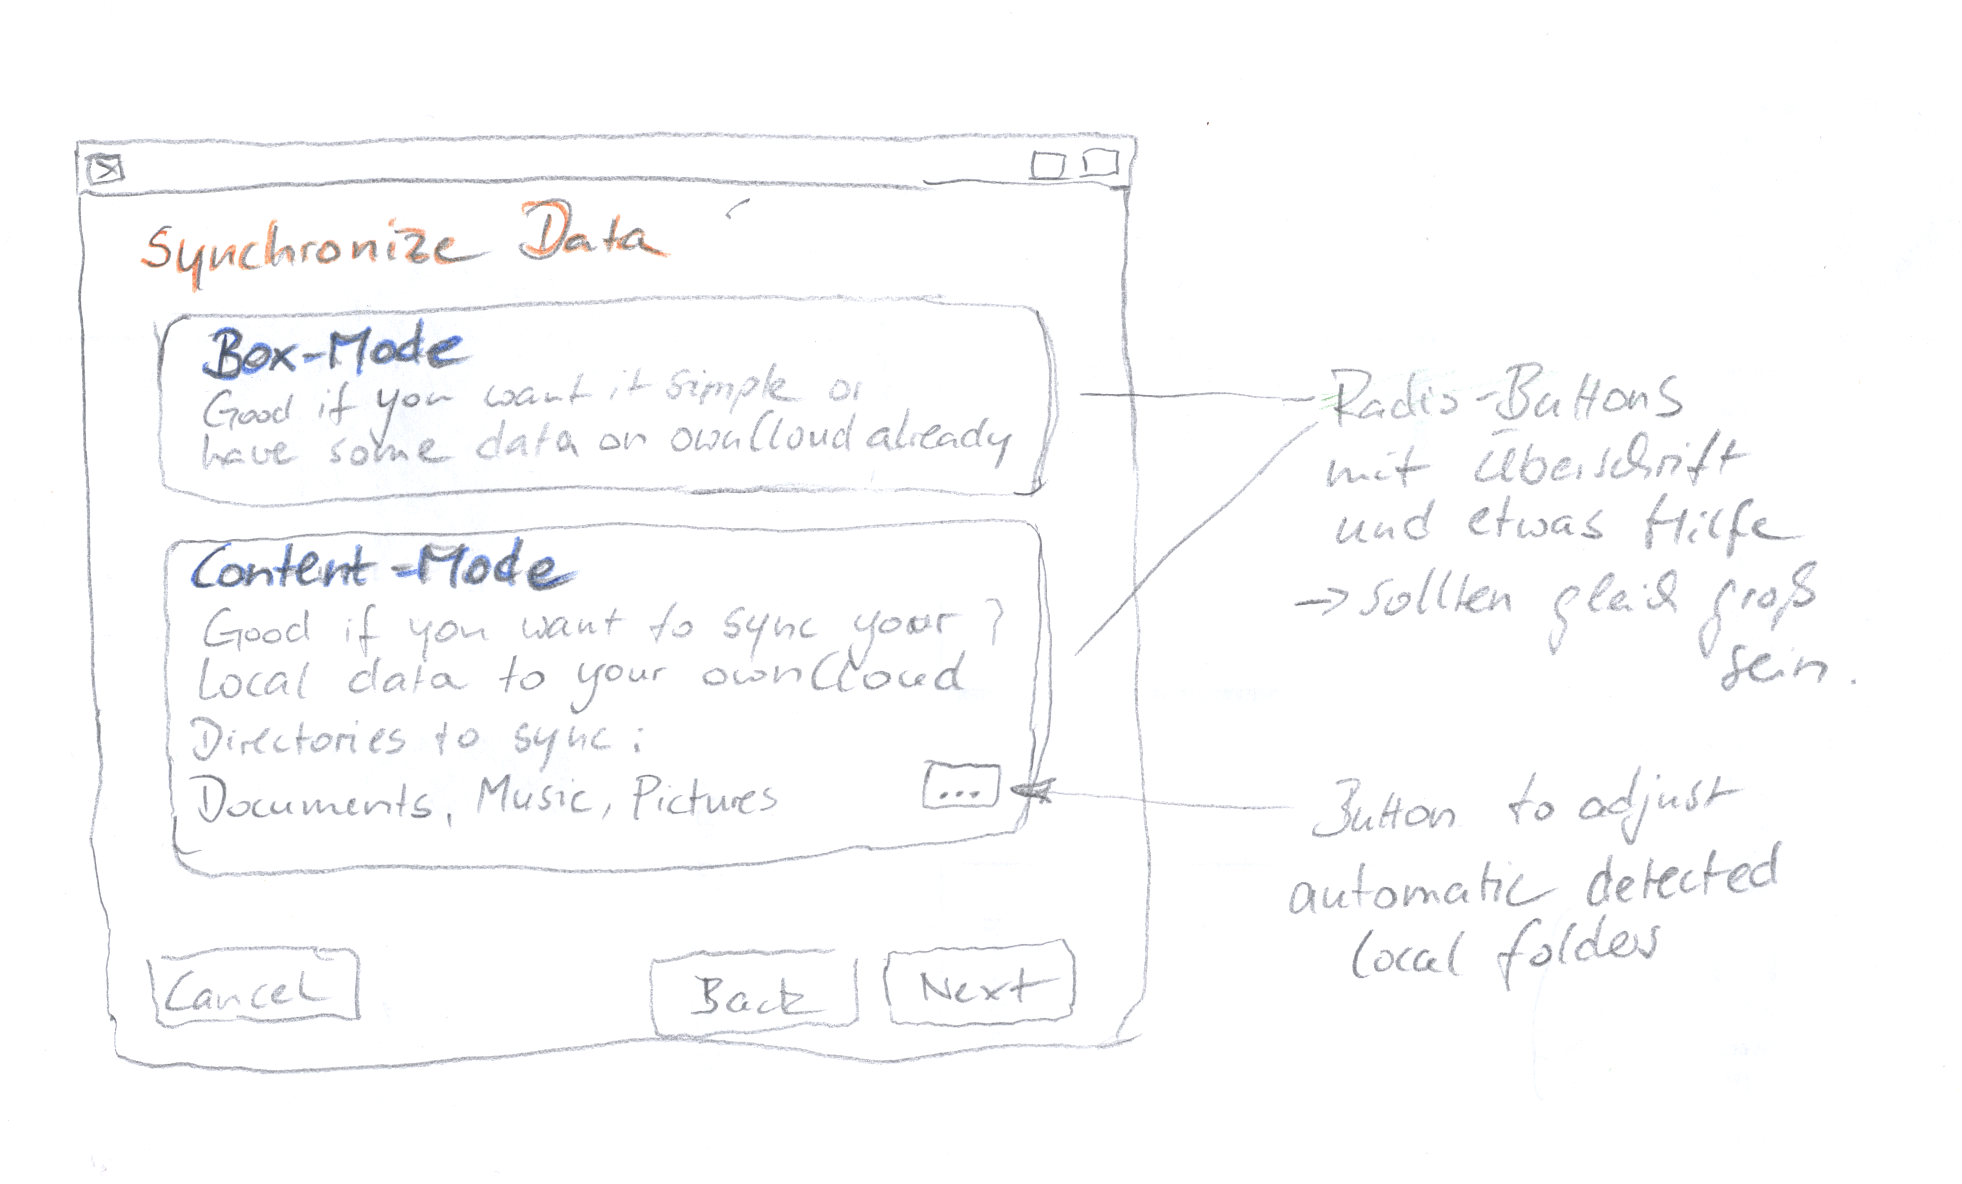 Synchronize Data
Box-Mode
Good if you want it simple or
have some data on ownCloud already
Content-Mode
Good if you want to sync your
Local data to your ownCloud
Directories to sync:
Documents, Music, Pictures
...
Cancel
Back
Next
Radio-Buttons
mit Überschrift
und etwas Hilfe
→ sollten gleich groß
sein.
Button to adjust
automatic detected
local folders